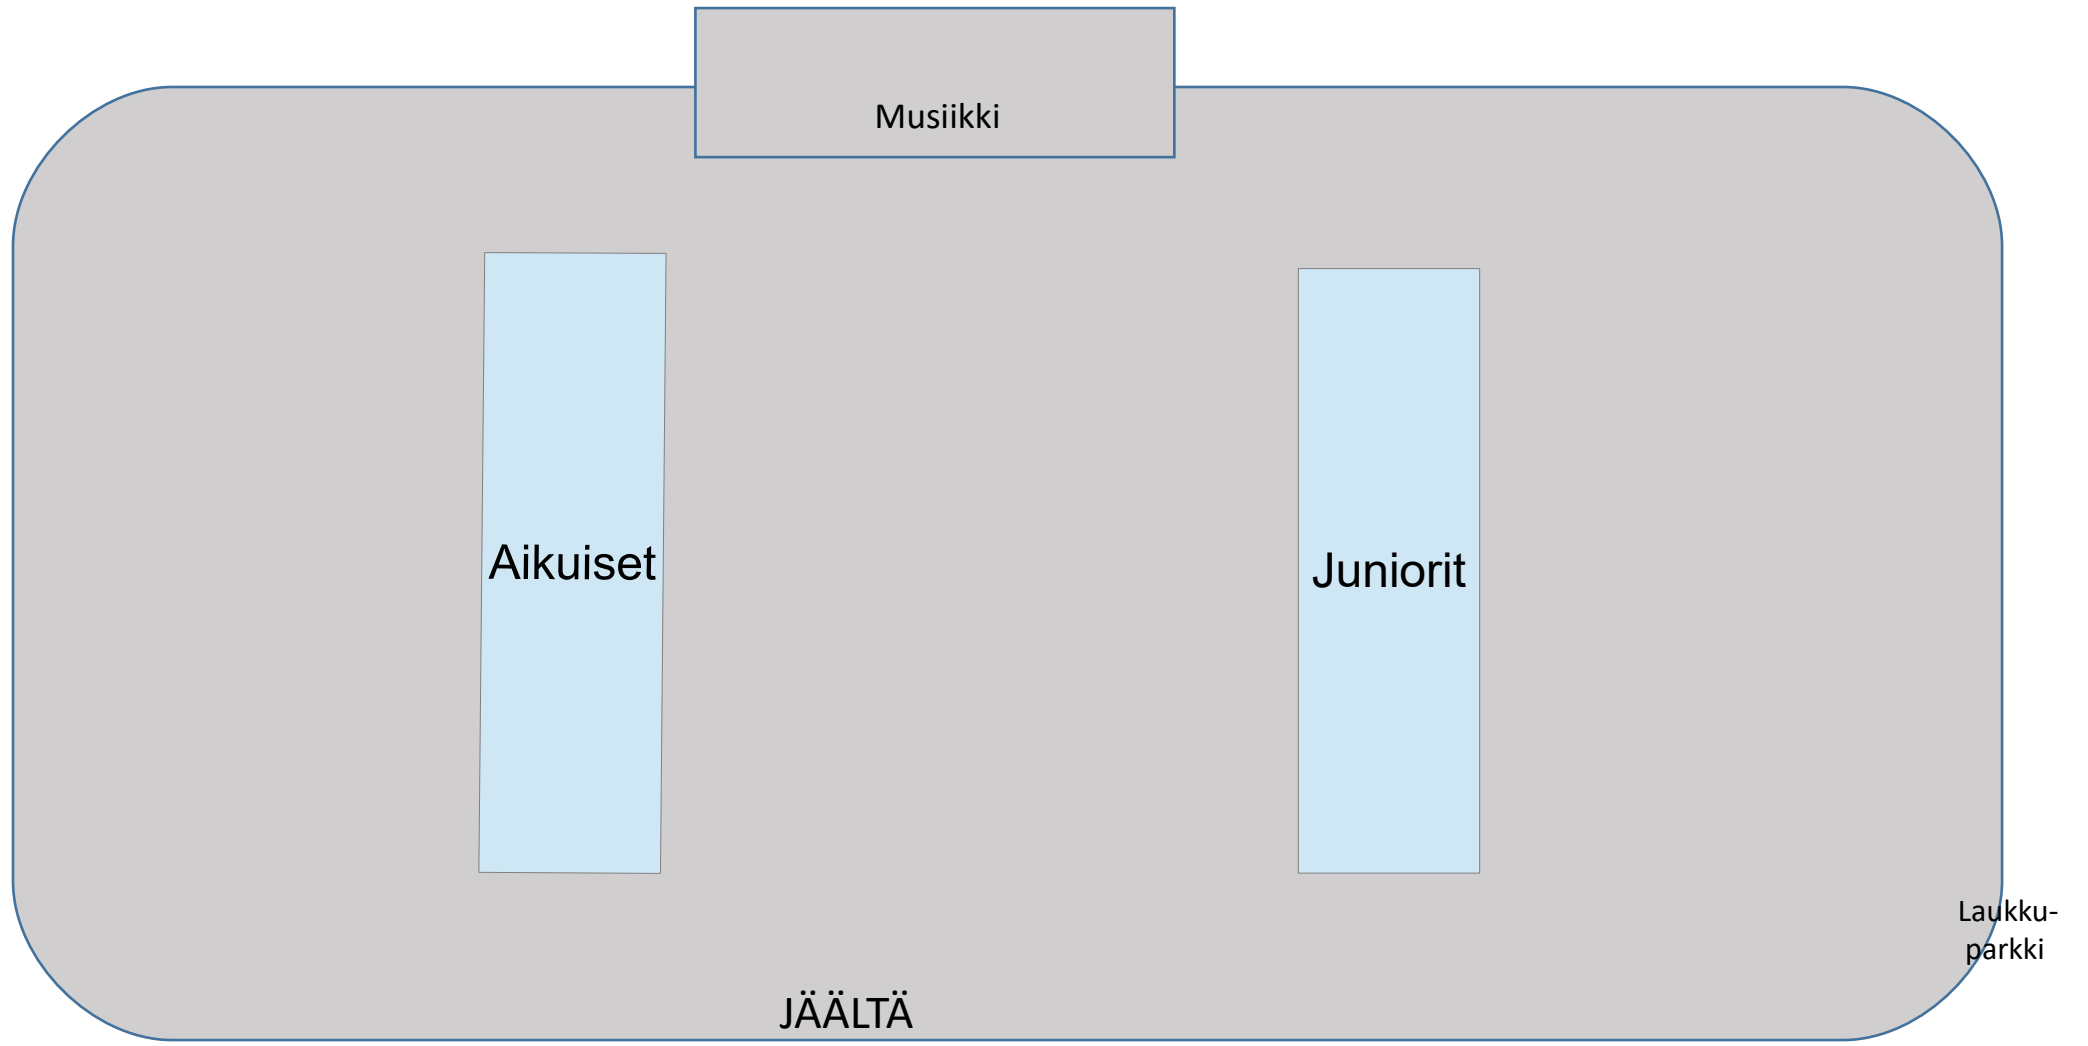 Musiikki
Aikuiset
Juniorit
Laukku-
parkki
JÄÄLTÄ